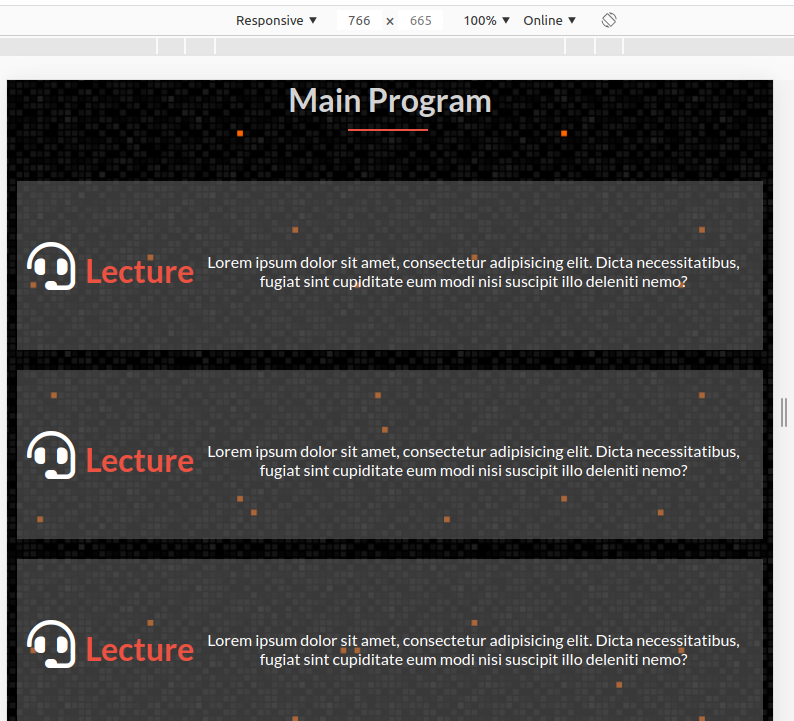 Responsive ▼ 766 x 665 100% ▼ Online ▼
Main Program
Lecture
Lorem ipsum dolor sit amet, consectetur adipisicing elit. Dicta necessitatibus,
fugiat sint cupiditate eum modi nisi suscipit illo deleniti nemo?
Lecture
Lorem ipsum dolor sit amet, consectetur adipisicing elit. Dicta necessitatibus,
fugiat sint cupiditate eum modi nisi suscipit illo deleniti nemo?
Lecture
Lorem ipsum dolor sit amet, consectetur adipisicing elit. Dicta necessitatibus,
fugiat sint cupiditate eum modi nisi suscipit illo deleniti nemo?